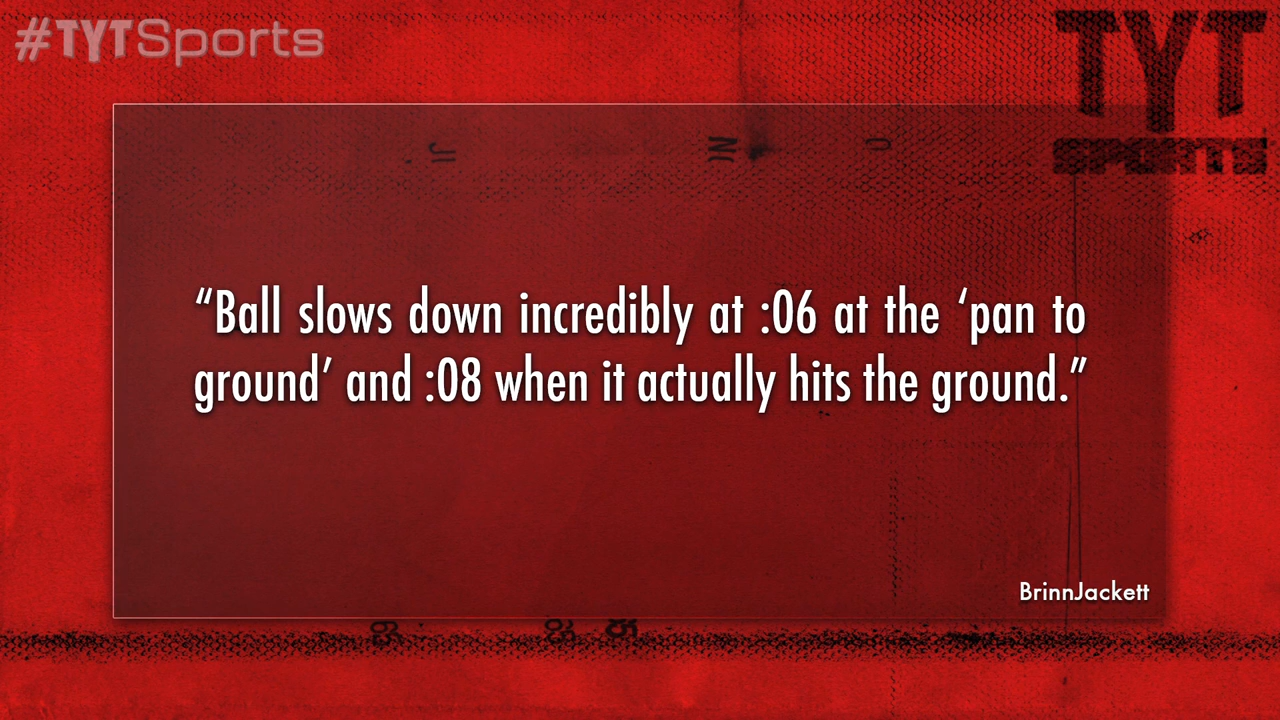 #TYTSports
TYT
SPORTS
“Ball slows down incredibly at :06 at the ‘pan to
ground’ and :08 when it actually hits the ground.”
BrinnJackett